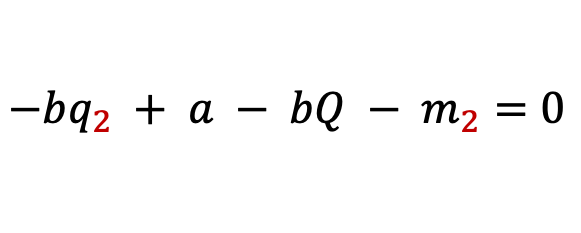 −bq₂ + a − bQ − m₂ = 0